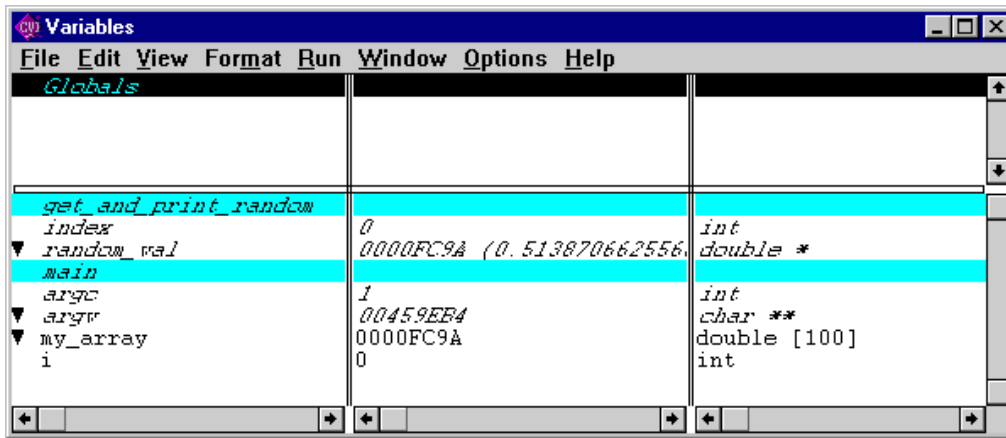 CVI Variables
File Edit View Format Run Window Options Help
Globals
get_and_print_random
index 0 int
random_val 0000FC9A (0.513870662556 double *
main
argc 1 int
argv 00459EB4 char **
my_array 0000FC9A double [100]
i 0 int